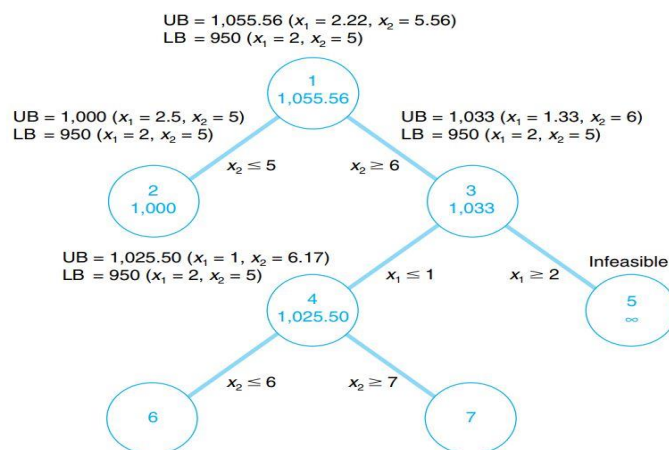 UB = 1,055.56 (x₁ = 2.22, x₂ = 5.56)
LB = 950 (x₁ = 2, x₂ = 5)
1
1,055.56
UB = 1,000 (x₁ = 2.5, x₂ = 5)
LB = 950 (x₁ = 2, x₂ = 5)
UB = 1,033 (x₁ = 1.33, x₂ = 6)
LB = 950 (x₁ = 2, x₂ = 5)
x₂ ≤ 5
x₂ ≥ 6
2
1,000
3
1,033
UB = 1,025.50 (x₁ = 1, x₂ = 6.17)
LB = 950 (x₁ = 2, x₂ = 5)
x₁ ≤ 1
x₁ ≥ 2
Infeasible
4
1,025.50
5
∞
x₂ ≤ 6
x₂ ≥ 7
6
7